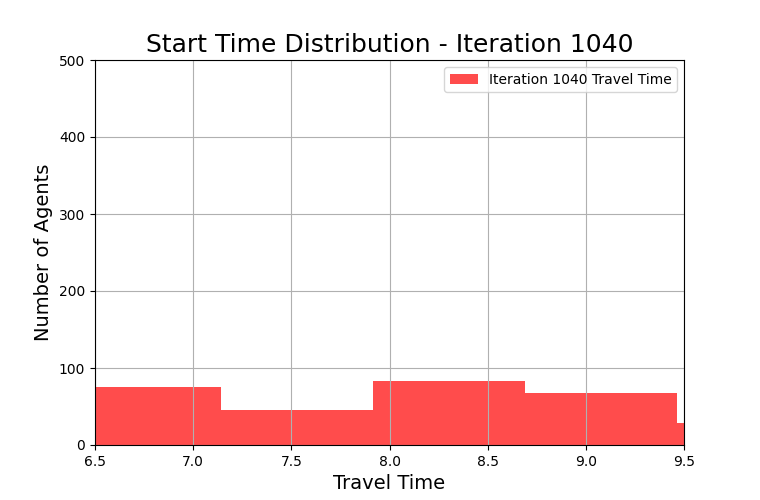 Start Time Distribution - Iteration 1040
Iteration 1040 Travel Time
Number of Agents
500
400
300
200
100
0
6.5 7.0 7.5 8.0 8.5 9.0 9.5
Travel Time